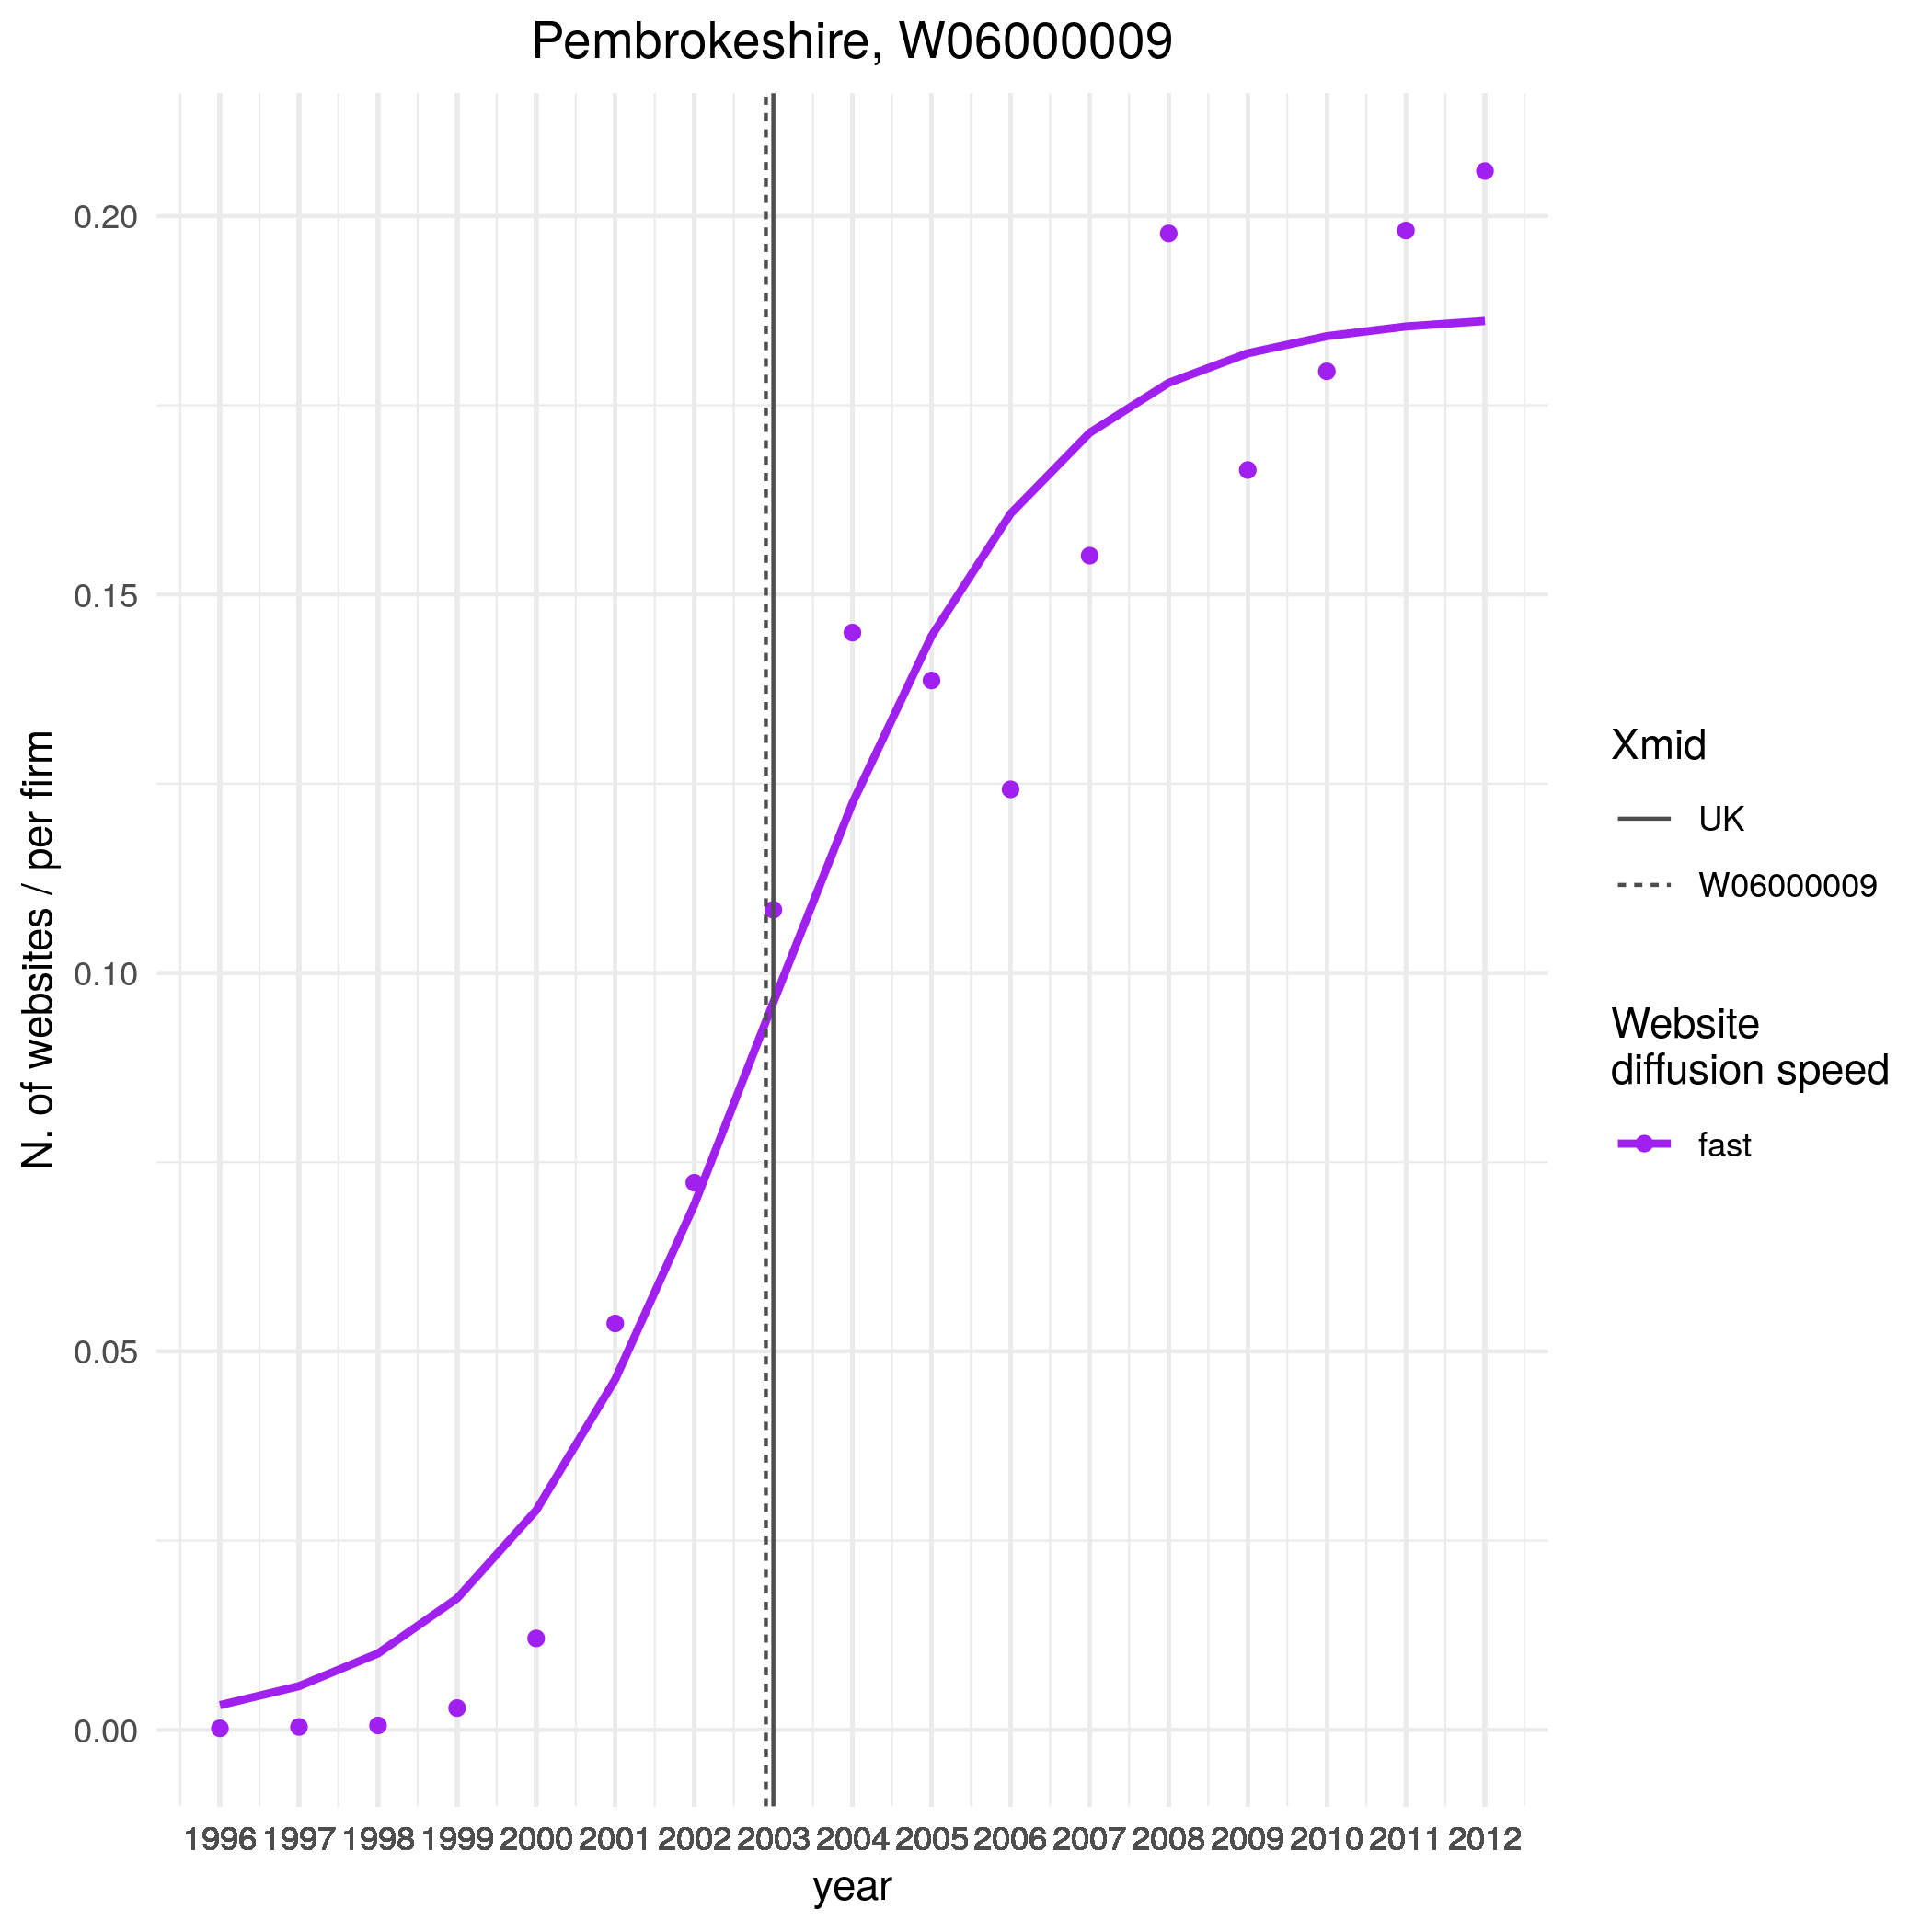 Pembrokeshire, W06000009
0.20
0.15
0.10
0.05
0.00
N. of websites / per firm
1996 1997 1998 1999 2000 2001 2002 2003 2004 2005 2006 2007 2008 2009 2010 2011 2012
year
Xmid
UK
W06000009
Website
diffusion speed
fast